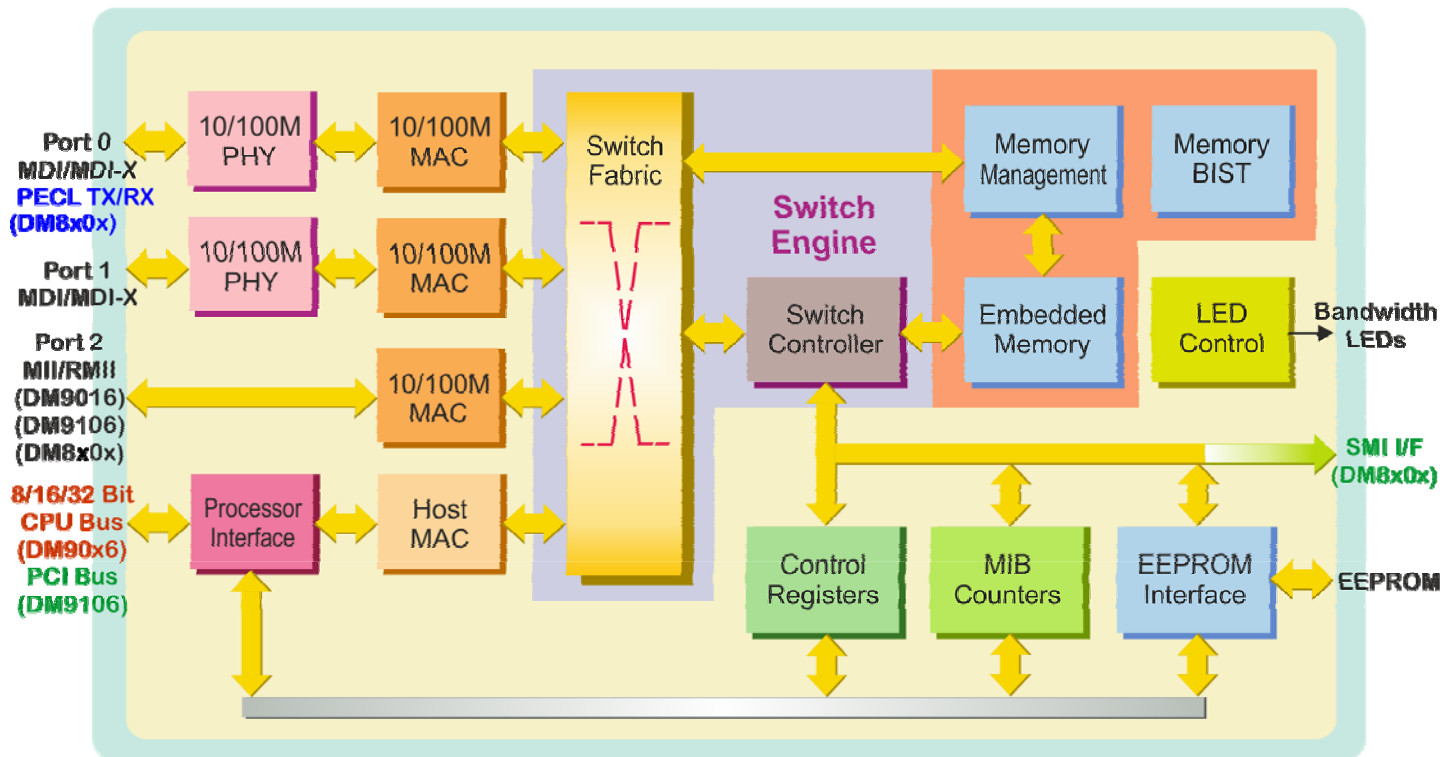 Port 0
MDI/MDI-X
PECL TX/RX
(DM8x0x)
10/100M
PHY
10/100M
MAC
Port 1
MDI/MDI-X
10/100M
PHY
10/100M
MAC
Port 2
MII/RMII
(DM9016)
(DM9106)
(DM8x0x)
10/100M
MAC
8/16/32 Bit
CPU Bus
(DM90x6)
PCI Bus
(DM9106)
Processor
Interface
Host
MAC
Switch
Fabric
Switch
Engine
Switch
Controller
Memory
Management
Memory
BIST
Embedded
Memory
LED
Control
Bandwidth
LEDs
SMI I/F
(DM8x0x)
Control
Registers
MIB
Counters
EEPROM
Interface
EEPROM